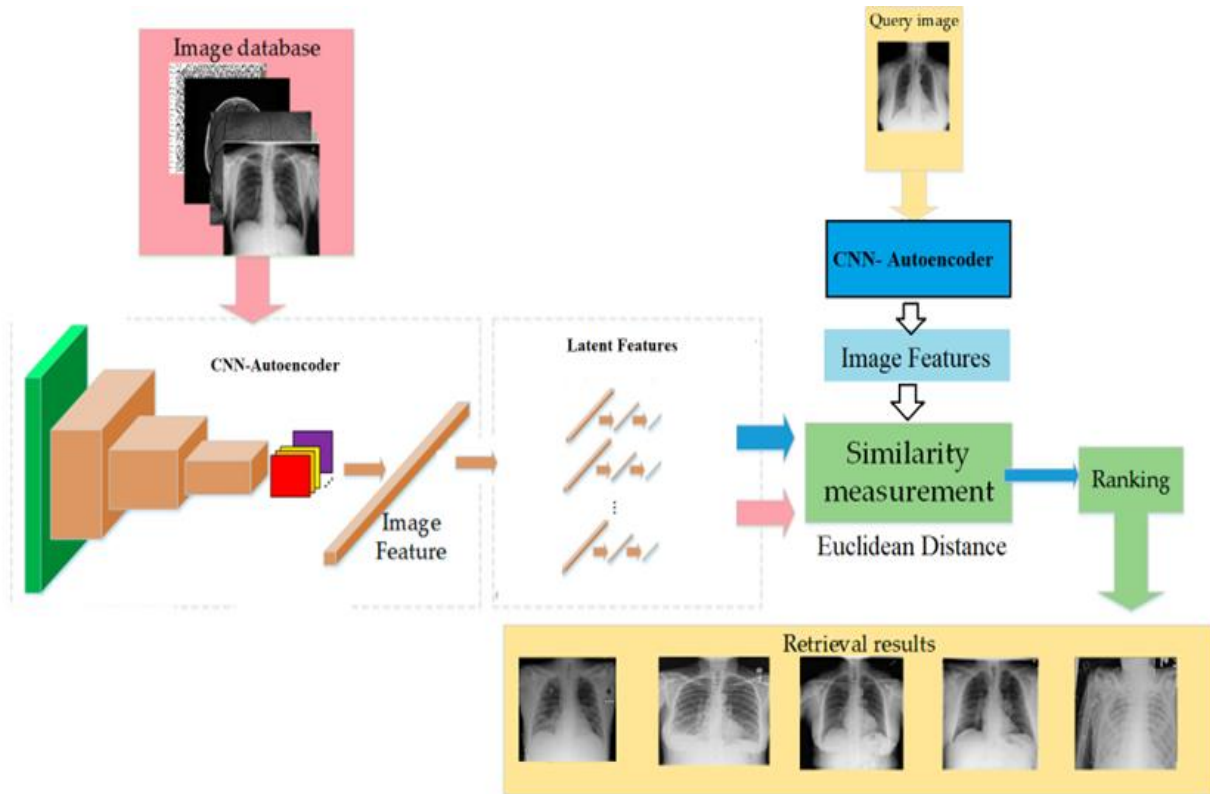 Image database
Query image
CNN- Autoencoder
CNN-Autoencoder
Latent Features
Image Features
Image
Feature
Similarity
measurement
Ranking
Euclidean Distance
Retrieval results